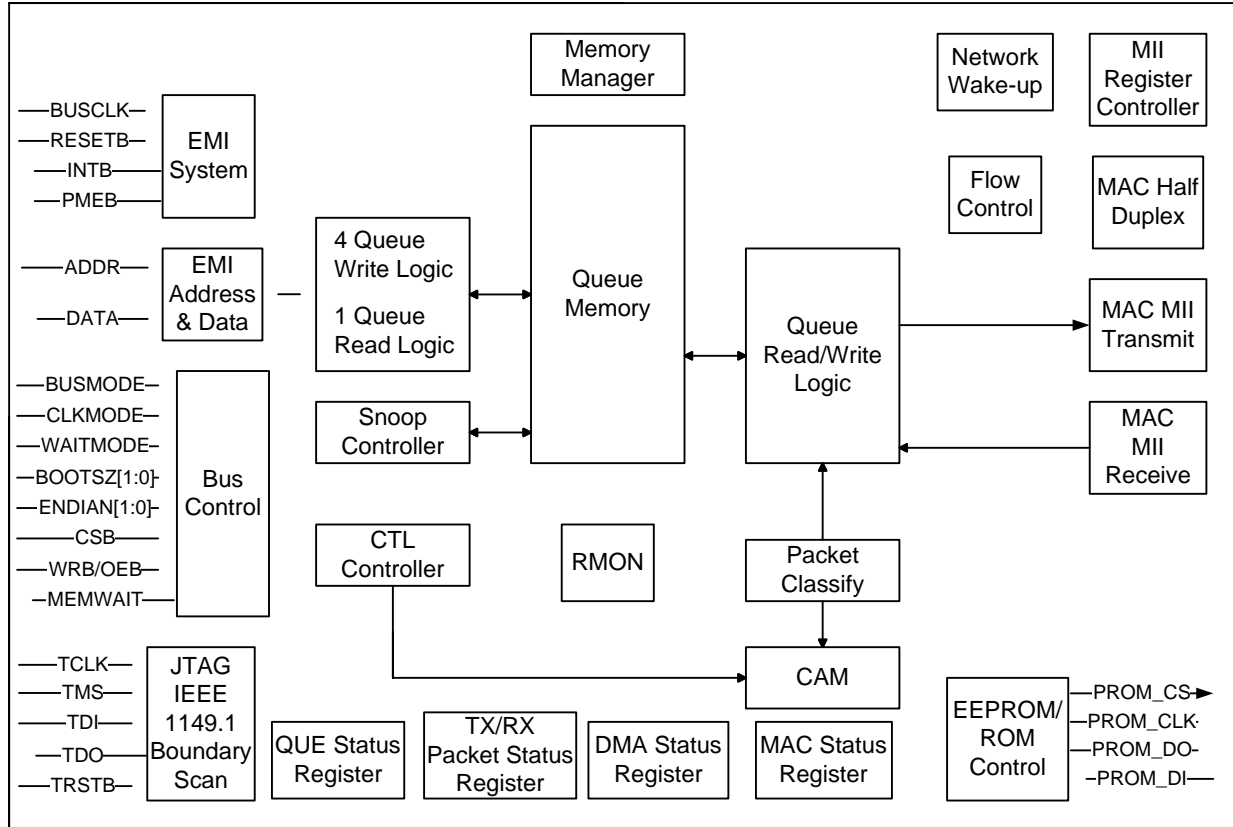 Memory
Manager
Network
Wake-up
MII
Register
Controller
BUSCLK
RESETB
INTB
PMEB
EMI
System
Flow
Control
MAC Half
Duplex
ADDR
DATA
EMI
Address
& Data
4 Queue
Write Logic
1 Queue
Read Logic
Queue
Memory
Queue
Read/Write
Logic
MAC MII
Transmit
MAC
MII
Receive
BUSMODE
CLKMODE
WAITMODE
BOOTSZ[1:0]
ENDIAN[1:0]
CSB
WRB/OEB
MEMWAIT
Bus
Control
Snoop
Controller
CTL
Controller
RMON
Packet
Classify
CAM
TCLK
TMS
TDI
TDO
TRSTB
JTAG
IEEE
1149.1
Boundary
Scan
QUE Status
Register
TX/RX
Packet Status
Register
DMA Status
Register
MAC Status
Register
EEPROM/
ROM
Control
PROM_CS
PROM_CLK
PROM_DO
PROM_DI